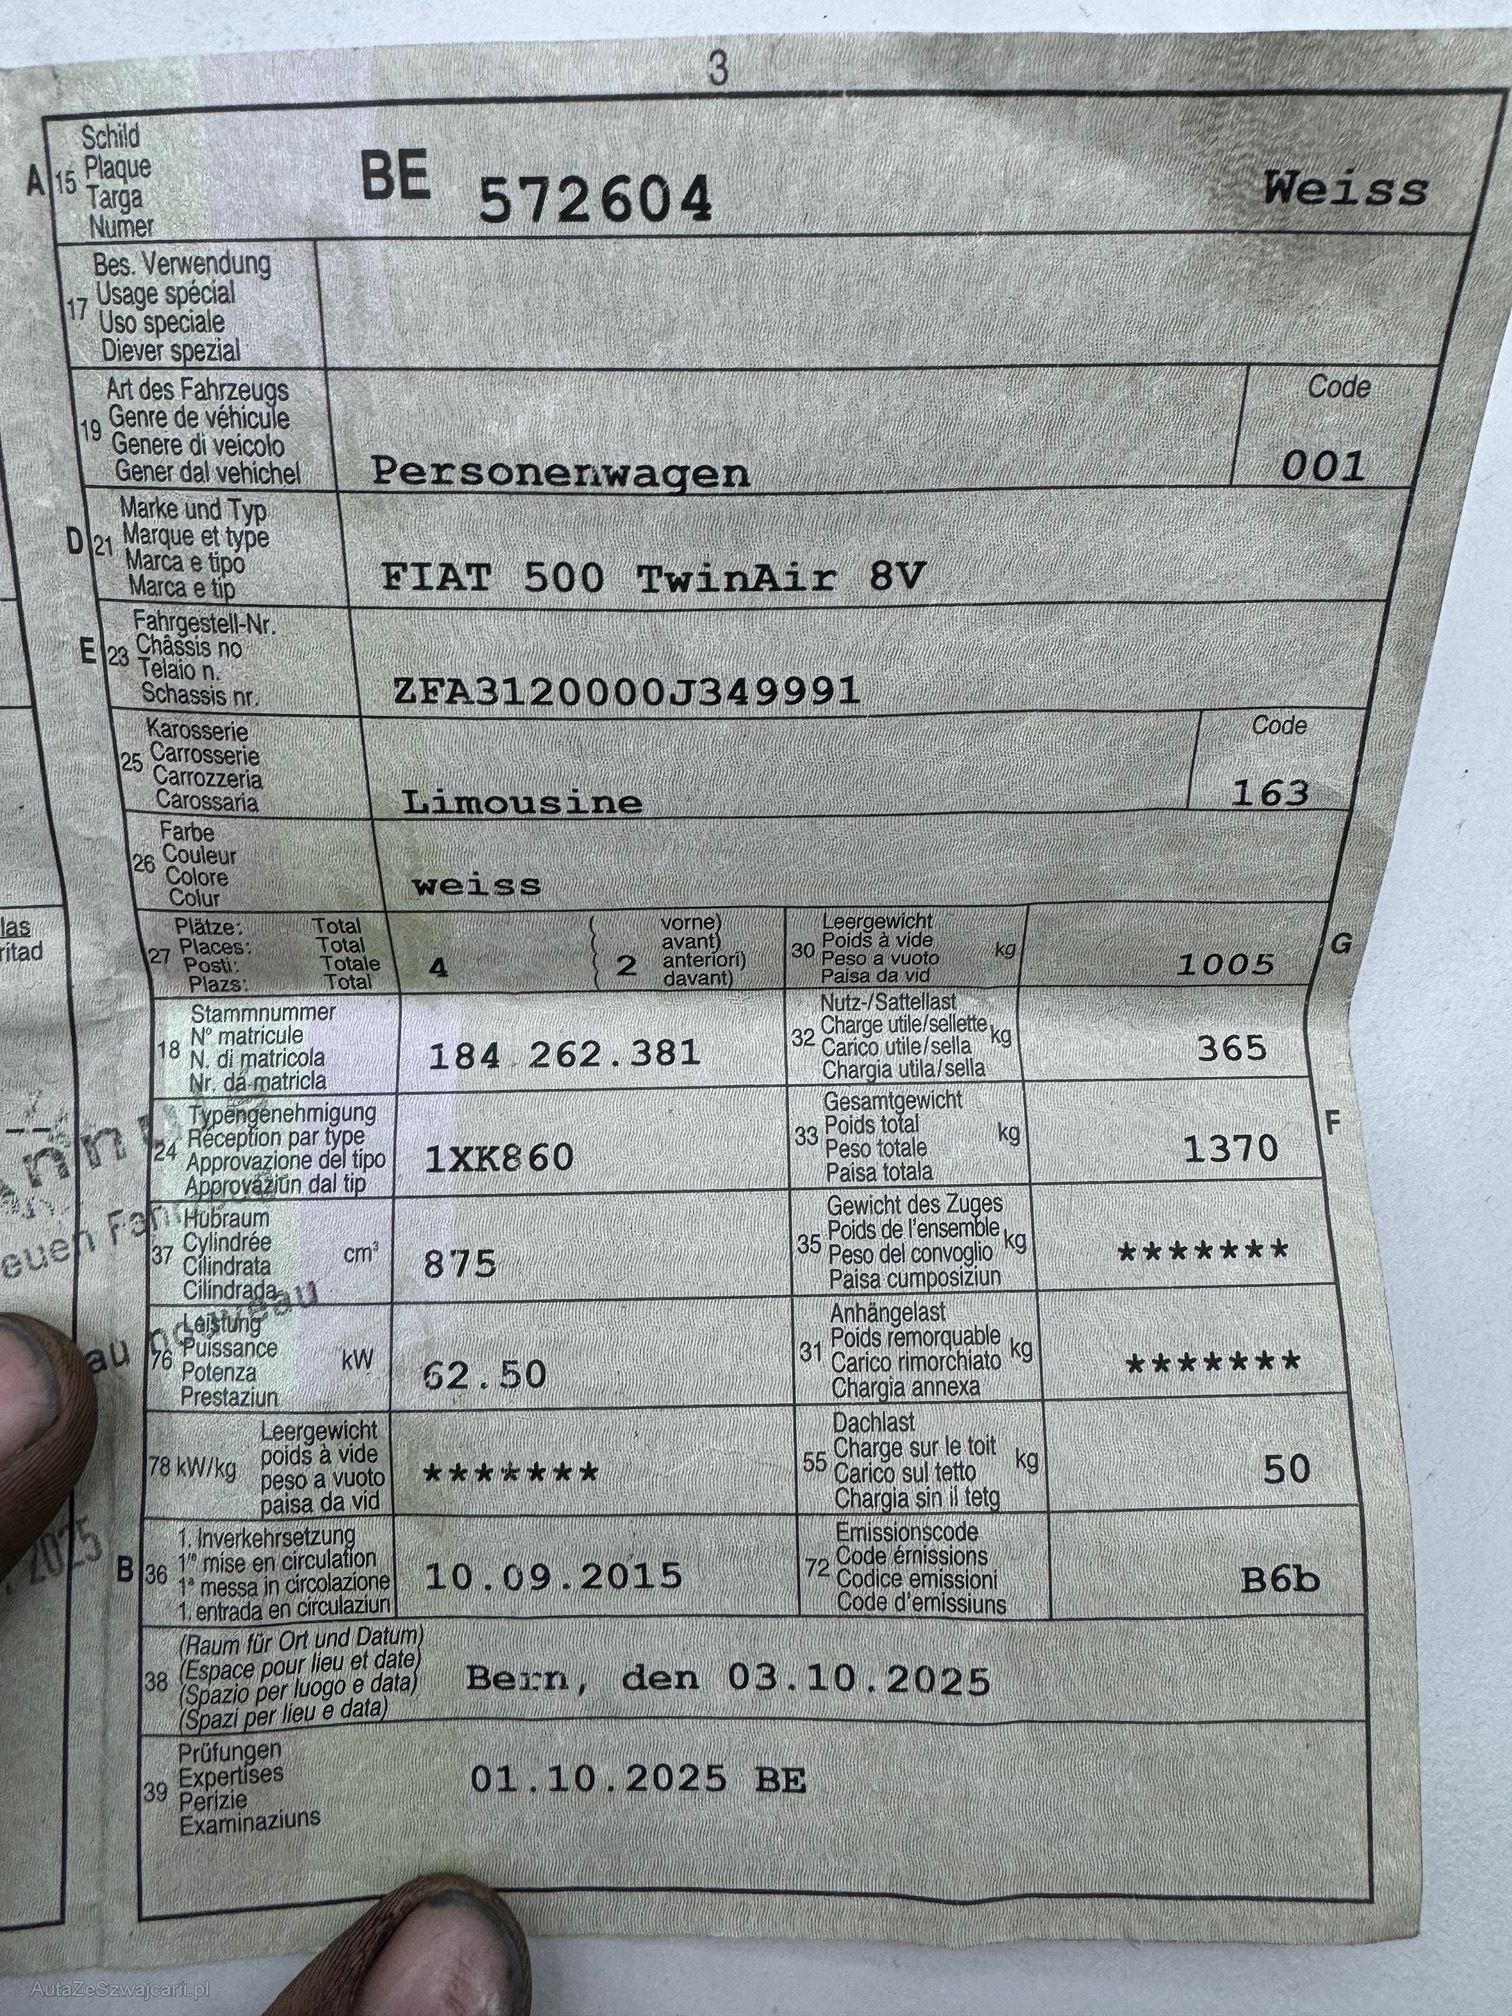 3
A 15 Schild
Plaque
Targa
Numer
BE 572604 Weiss
17 Bes. Verwendung
Usage spécial
Uso speciale
Diever spezial
19 Art des Fahrzeugs
Genre de véhicule
Genere di veicolo
Gener dal vehichel
Personenwagen
Code
001
D 21 Marke und Typ
Marque et type
Marca e tipo
Marca e tip
FIAT 500 TwinAir 8V
E 23 Fahrgestell-Nr.
Châssis no
Telaio n.
Schassis nr.
ZFA3120000J349991
25 Karosserie
Carrosserie
Carrozzeria
Carossaria
Limousine
Code
163
26 Farbe
Couleur
Colore
Colur
weiss
27 Plätze: Total
Places: Total
Posti: Totale
Plazs: Total
4 ( 2 vorne)
avant)
anteriori)
davant)
30 Leergewicht
Poids à vide kg
Peso a vuoto
Paisa da vid
1005 G
18 Stammnummer
N° matricule
N. di matricola
Nr. da matricla
184 262.381
32 Nutz-/Sattellast
Charge utile/sellette kg
Carico utile/sella
Chargia utila/sella
365
24 Typengenehmigung
Réception par type
Approvazione del tipo
Approvaziun dal tip
1XK860
33 Gesamtgewicht
Poids total kg
Peso totale
Paisa totala
1370 F
37 Hubraum
Cylindrée cm³
Cilindrata
Cilindrada
875
35 Gewicht des Zuges
Poids de l'ensemble kg
Peso del convoglio
Paisa cumposiziun
*******
76 Leistung
Puissance kW
Potenza
Prestaziun
62.50
31 Anhängelast
Poids remorquable kg
Carico rimorchiato
Chargia annexa
*******
78 kW/kg Leergewicht
poids à vide
peso a vuoto
paisa da vid
*******
55 Dachlast
Charge sur le toit kg
Carico sul tetto
Chargia sin il tetg
50
B 36 1. Inverkehrsetzung
1re mise en circulation
1a messa in circolazione
1. entrada en circulaziun
10.09.2015
72 Emissionscode
Code émissions
Codice emissioni
Code d'emissiuns
B6b
38 (Raum für Ort und Datum)
(Espace pour lieu et date)
(Spazio per luogo e data)
(Spazi per lieu e data)
Bern, den 03.10.2025
39 Prüfungen
Expertises
Perizie
Examinaziuns
01.10.2025 BE
las
ritad
au nouveau
2025
AutaZeSzwajcarii.pl